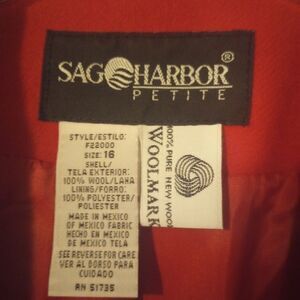 SAG HARBOR®
PETITE
STYLE/ESTILO:
F22000
SIZE: 16
SHELL/
TELA EXTERIOR:
100% WOOL/LANA
LINING/FORRO:
100% POLYESTER/
POLIESTER
MADE IN MEXICO
OF MEXICO FABRIC
HECHO EN MEXICO
DE MEXICO TELA
SEE REVERSE FOR CARE
VER AL DORSO PARA
CUIDADO
RN 51735
100% PURE NEW WOOL
WOOLMARK